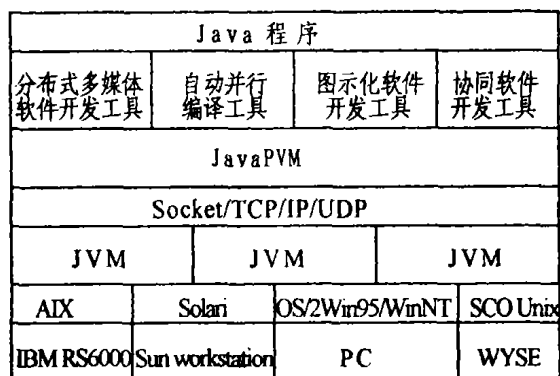 Java 程序
分布式多媒体 自动并行 图示化软件 协同软件
软件开发工具 编译工具 开发工具 开发工具
JavaPVM
Socket/TCP/IP/UDP
JVM JVM JVM
AIX Solari OS/2Win95/WinNT SCO Unix
IBM RS6000 Sun workstation PC WYSE